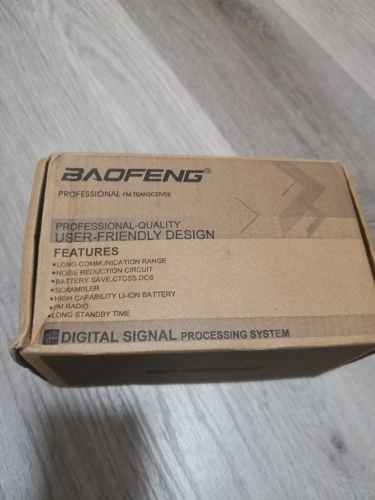 BAOFENG®
PROFESSIONAL FM TRANSCEIVER
PROFESSIONAL-QUALITY
USER-FRIENDLY DESIGN
FEATURES
•LONG COMMUNICATION RANGE
•NOISE REDUCTION CIRCUIT
•BATTERY SAVE,CTCSS,DCS
•SCRAMBLER
•HIGH-CAPABILITY LI-ION BATTERY
•FM RADIO
•LONG STANDBY TIME
DIGITAL SIGNAL PROCESSING SYSTEM